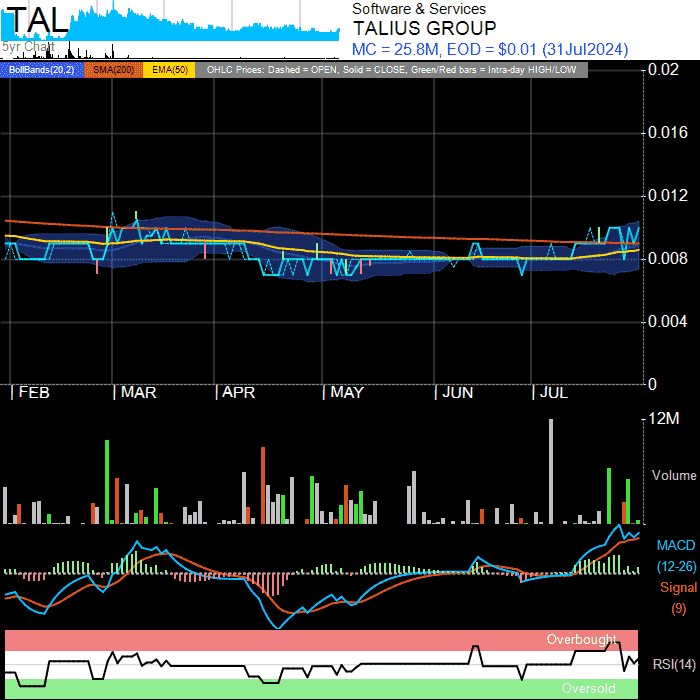 TAL
5yr Chart
Software & Services
TALIUS GROUP
MC = 25.8M, EOD = $0.01 (31Jul2024)
BollBands(20,2) SMA(200) EMA(50) OHLC Prices: Dashed = OPEN, Solid = CLOSE, Green/Red bars = Intra-day HIGH/LOW
0.02
0.016
0.012
0.008
0.004
0
FEB MAR APR MAY JUN JUL
12M
Volume
MACD
(12-26)
Signal
(9)
Overbought
RSI(14)
Oversold